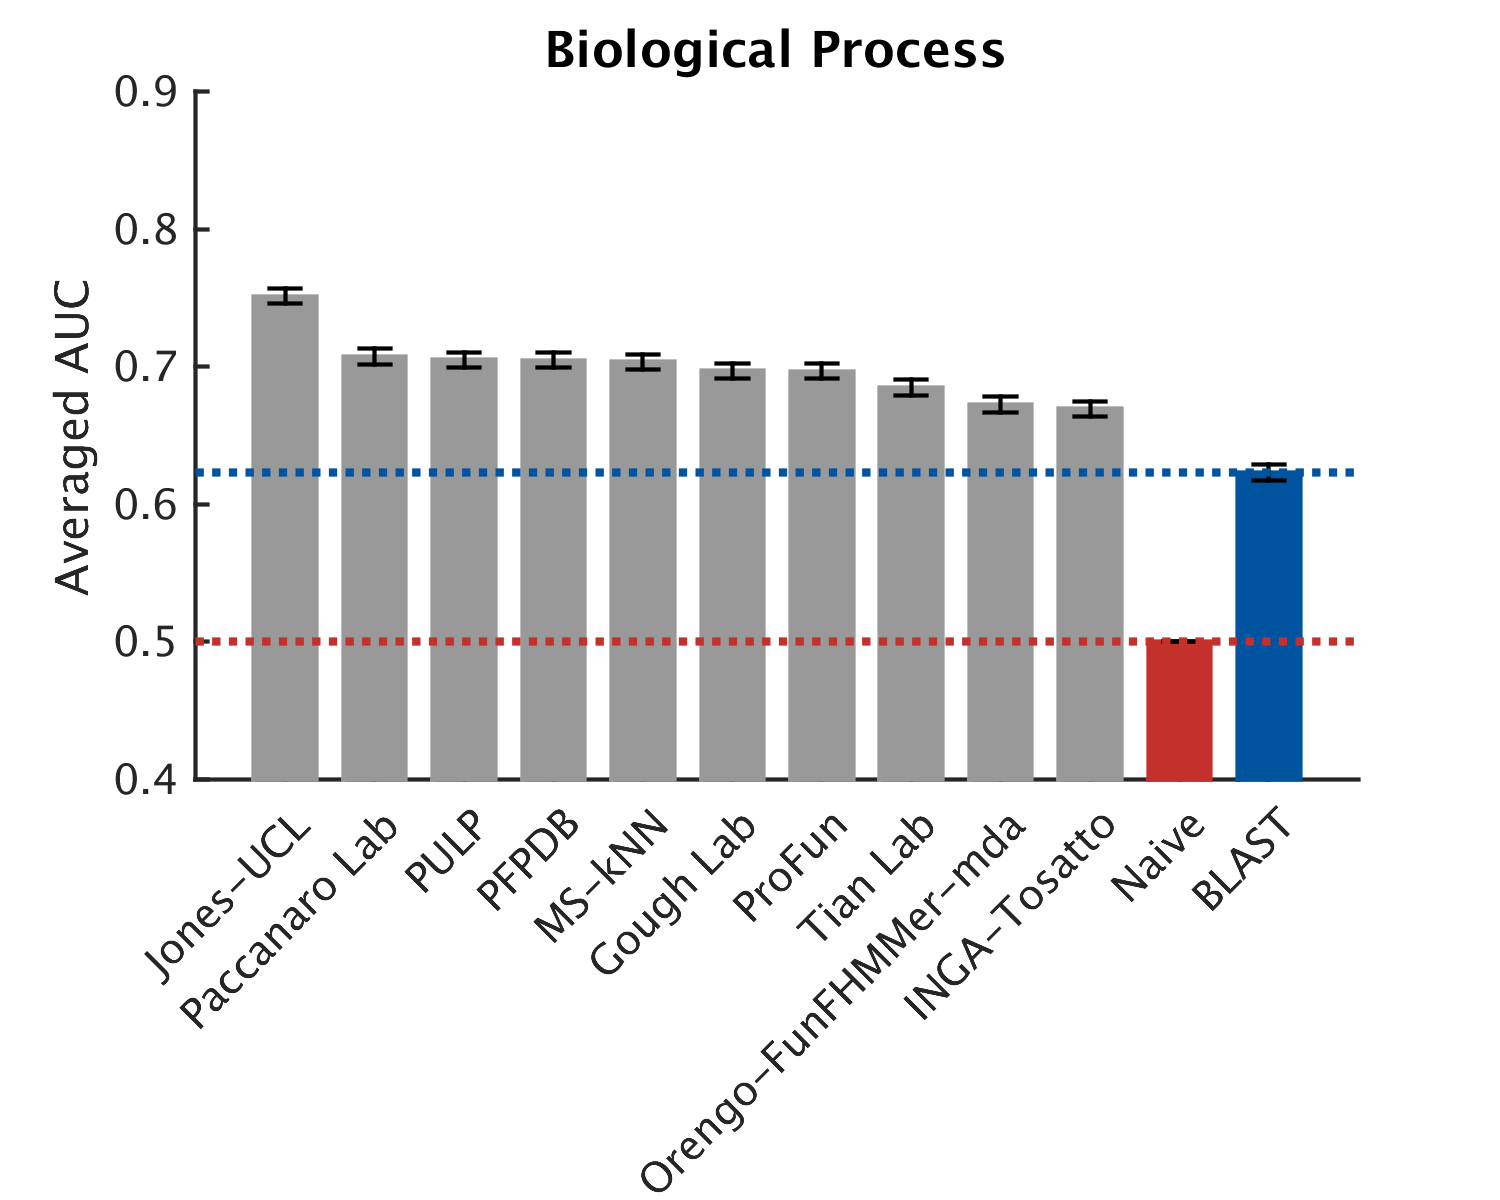 Biological Process
Averaged AUC
0.9
0.8
0.7
0.6
0.5
0.4
Jones-UCL
Paccanaro Lab
PULP
PFPDB
MS-kNN
Gough Lab
ProFun
Tian Lab
Orengo-FunFHMMer-mda
INGA-Tosatto
Naive
BLAST